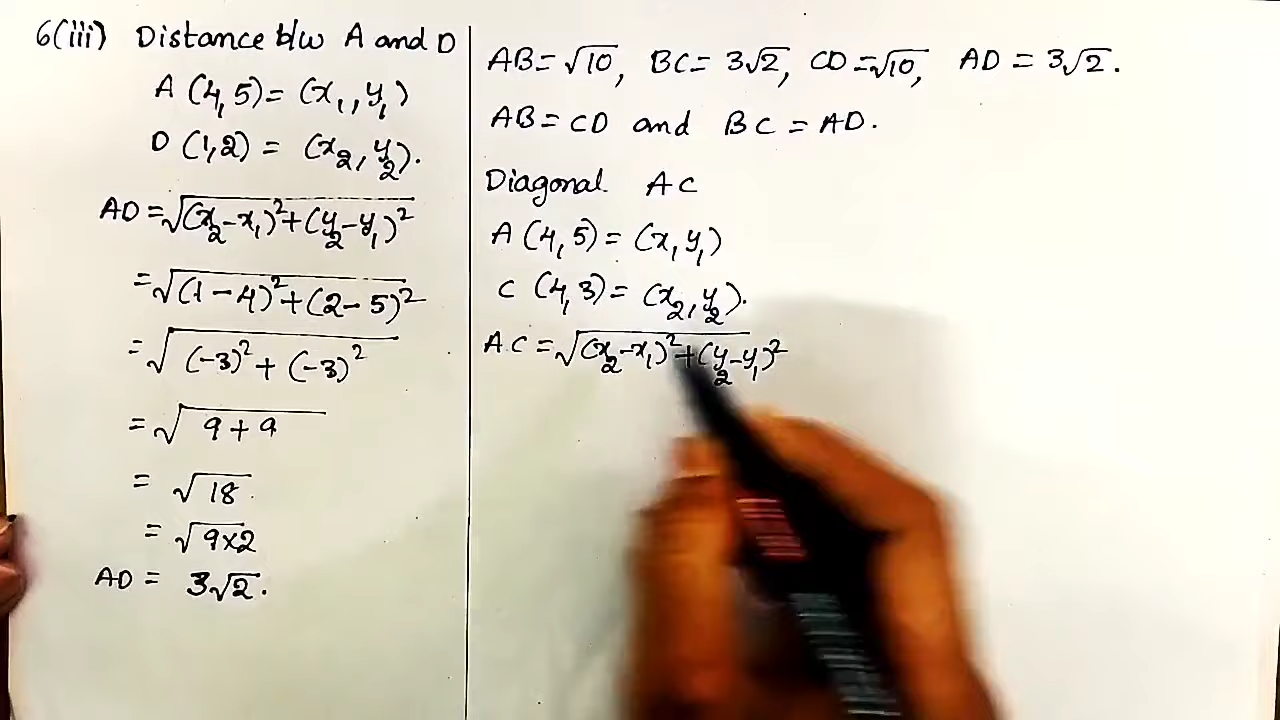 6(iii) Distance b/w A and D
A (4,5) = (x₁, y₁)
D (1,2) = (x₂, y₂).
AD = √(x₂-x₁)²+(y₂-y₁)²
= √(1-4)²+(2-5)²
= √(-3)²+(-3)²
= √9+9
= √18.
= √9×2
AD = 3√2.
AB = √10, BC = 3√2, CD = √10, AD = 3√2.
AB = CD and BC = AD.
Diagonal. AC
A (4,5) = (x, y₁)
C (4,3) = (x₂, y₂).
AC = √(x₂-x₁)²+(y₂-y₁)²